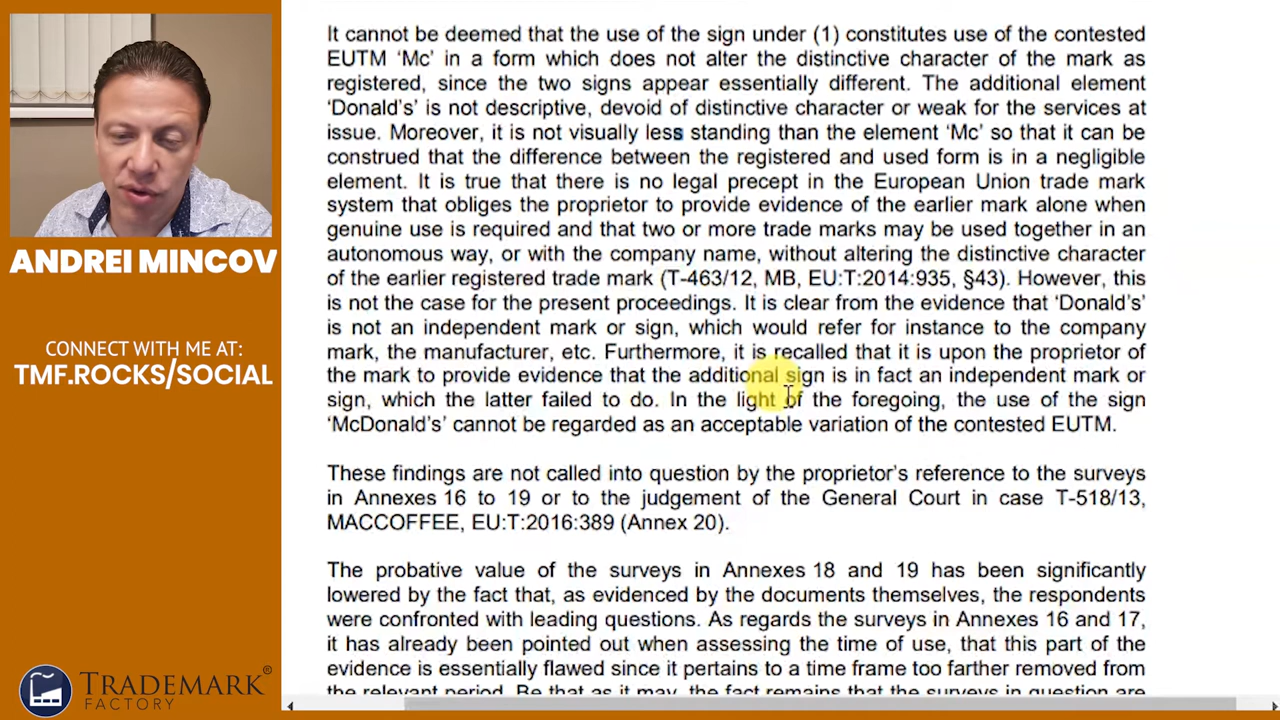 It cannot be deemed that the use of the sign under (1) constitutes use of the contested
EUTM ‘Mc’ in a form which does not alter the distinctive character of the mark as
registered, since the two signs appear essentially different. The additional element
‘Donald’s’ is not descriptive, devoid of distinctive character or weak for the services at
issue. Moreover, it is not visually less standing than the element ‘Mc’ so that it can be
construed that the difference between the registered and used form is in a negligible
element. It is true that there is no legal precept in the European Union trade mark
system that obliges the proprietor to provide evidence of the earlier mark alone when
genuine use is required and that two or more trade marks may be used together in an
autonomous way, or with the company name, without altering the distinctive character
of the earlier registered trade mark (T-463/12, MB, EU:T:2014:935, §43). However, this
is not the case for the present proceedings. It is clear from the evidence that ‘Donald’s’
is not an independent mark or sign, which would refer for instance to the company
mark, the manufacturer, etc. Furthermore, it is recalled that it is upon the proprietor of
the mark to provide evidence that the additional sign is in fact an independent mark or
sign, which the latter failed to do. In the light of the foregoing, the use of the sign
‘McDonald’s’ cannot be regarded as an acceptable variation of the contested EUTM.
These findings are not called into question by the proprietor’s reference to the surveys
in Annexes 16 to 19 or to the judgement of the General Court in case T-518/13,
MACCOFFEE, EU:T:2016:389 (Annex 20).
The probative value of the surveys in Annexes 18 and 19 has been significantly
lowered by the fact that, as evidenced by the documents themselves, the respondents
were confronted with leading questions. As regards the surveys in Annexes 16 and 17,
it has already been pointed out when assessing the time of use, that this part of the
evidence is essentially flawed since it pertains to a time frame too farther removed from
the relevant period. Be that as it may, the fact remains that the surveys in question are
ANDREI MINCOV
CONNECT WITH ME AT:
TMF.ROCKS/SOCIAL
TRADEMARK®
FACTORY